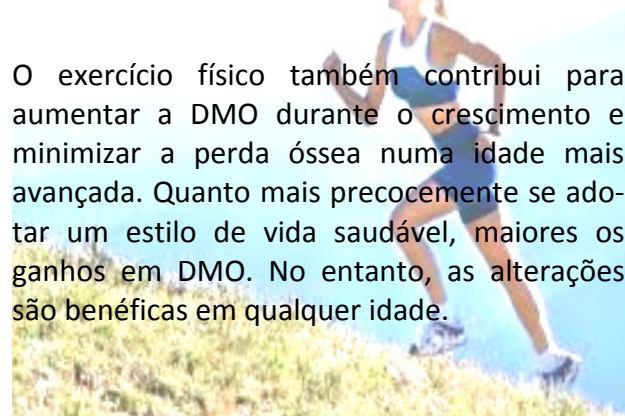 O exercício físico também contribui para
aumentar a DMO durante o crescimento e
minimizar a perda óssea numa idade mais
avançada. Quanto mais precocemente se ado-
tar um estilo de vida saudável, maiores os
ganhos em DMO. No entanto, as alterações
são benéficas em qualquer idade.